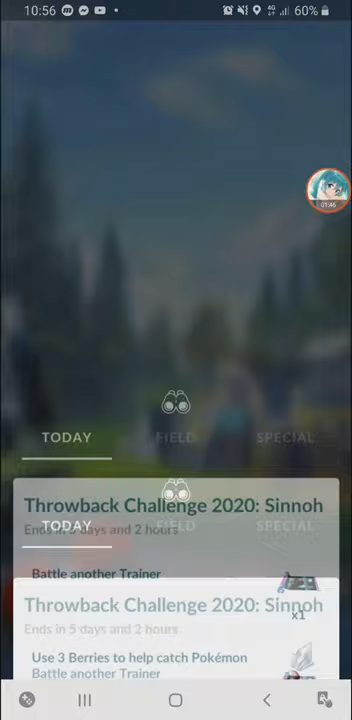 10:56
4G
60%
01:46
TODAY FIELD SPECIAL
Throwback Challenge 2020: Sinnoh
Ends in 5 days and 2 hours
TODAY FIELD SPECIAL
Battle another Trainer
Throwback Challenge 2020: Sinnoh
x1
Ends in 5 days and 2 hours
Use 3 Berries to help catch Pokémon
Battle another Trainer